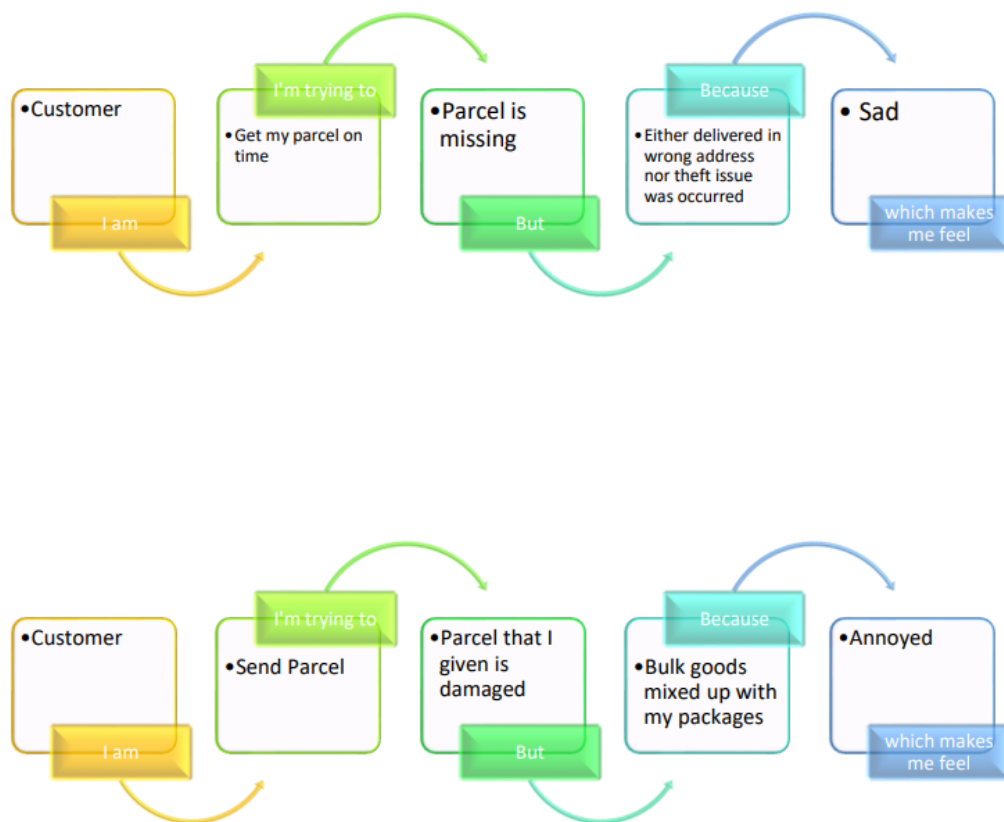 I'm trying to
Because
•Customer
•Get my parcel on
time
•Parcel is
missing
•Either delivered in
wrong address
nor theft issue
was occurred
• Sad
I am
But
which makes
me feel
I'm trying to
Because
•Customer
•Send Parcel
•Parcel that I
given is
damaged
•Bulk goods
mixed up with
my packages
•Annoyed
I am
But
which makes
me feel